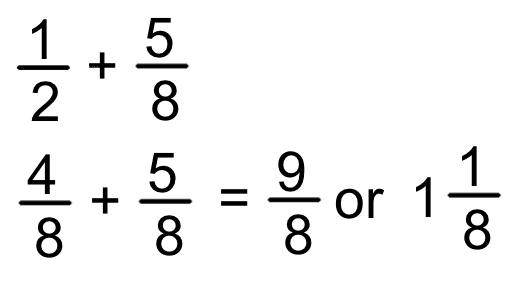 1/2 + 5/8
4/8 + 5/8 = 9/8 or 1 1/8